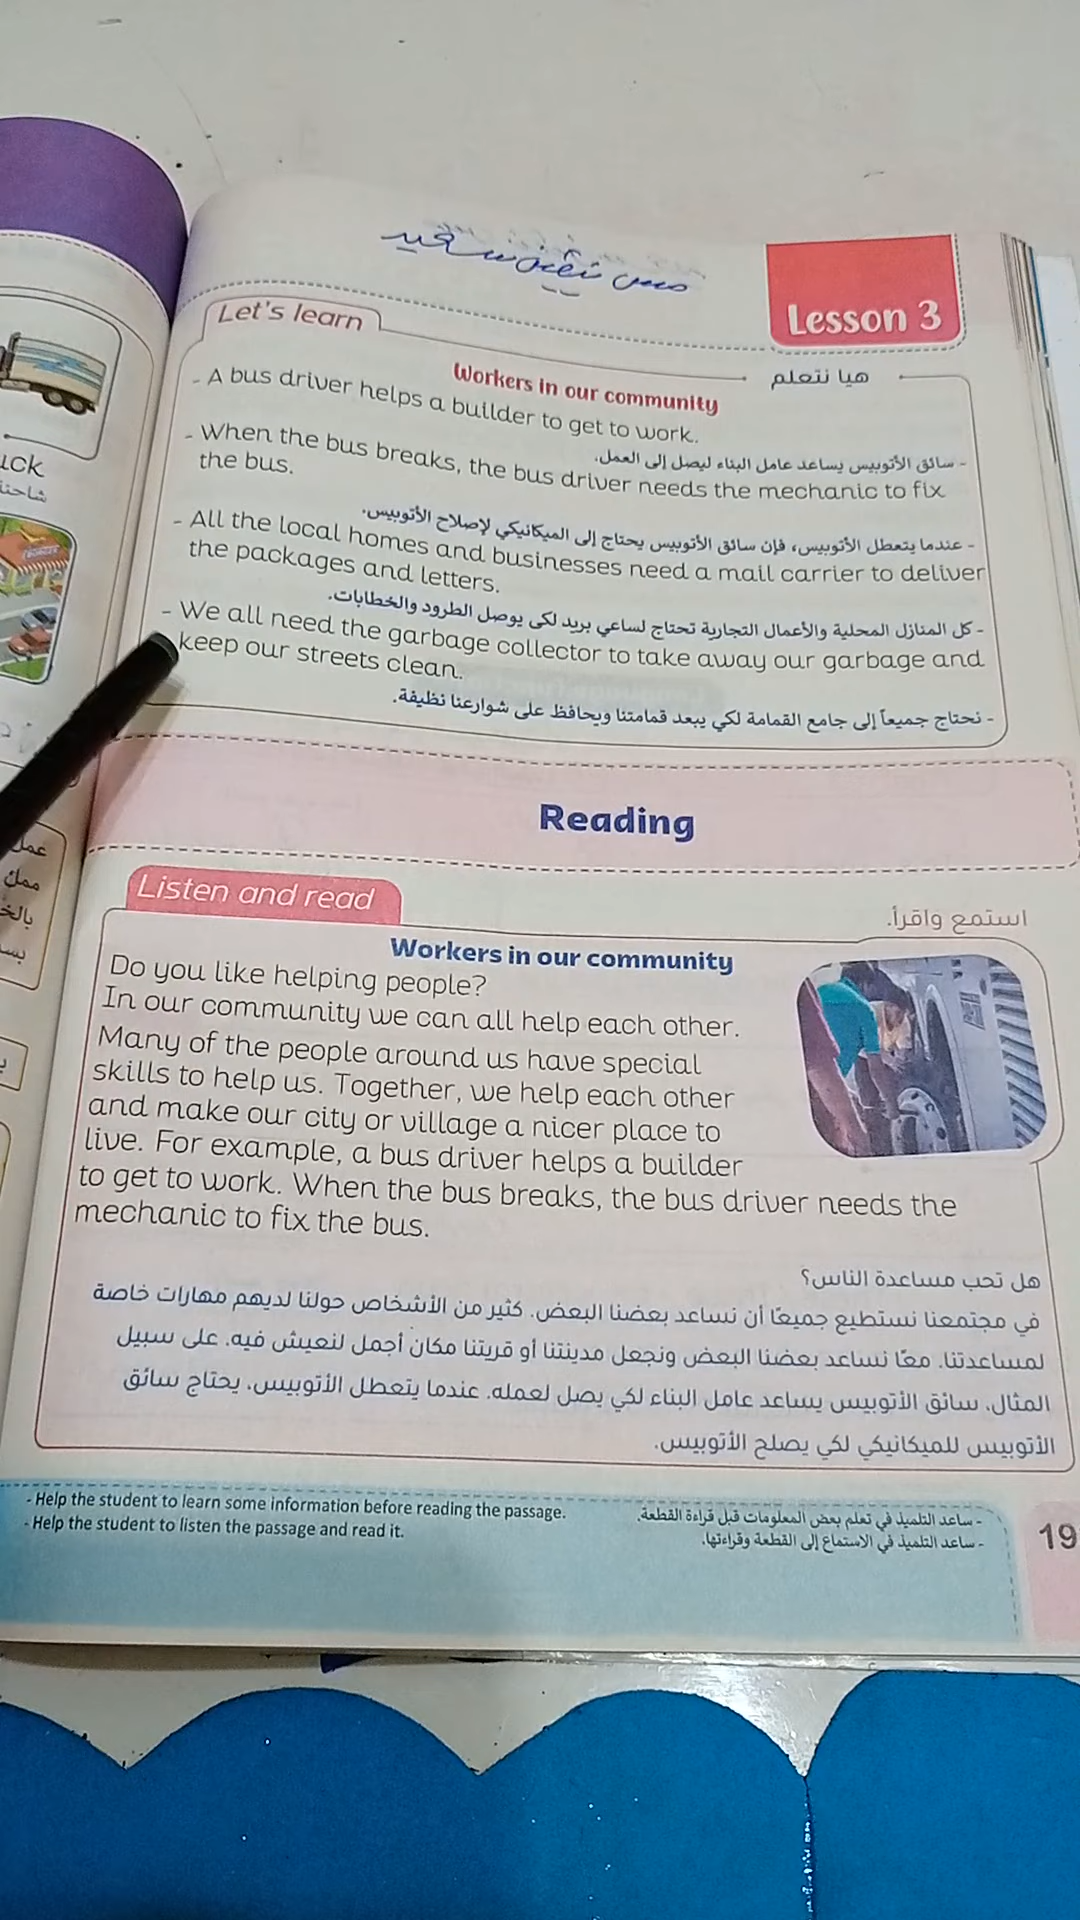 مس نيفين سعيد
Lesson 3
Let's learn
هيا نتعلم
Workers in our community
- A bus driver helps a builder to get to work.
- سائق الأتوبيس يساعد عامل البناء ليصل إلى العمل.
- When the bus breaks, the bus driver needs the mechanic to fix
the bus.
- عندما يتعطل الأتوبيس، فإن سائق الأتوبيس يحتاج إلى الميكانيكي لإصلاح الأتوبيس.
- All the local homes and businesses need a mail carrier to deliver
the packages and letters.
- كل المنازل المحلية والأعمال التجارية تحتاج لساعي بريد لكى يوصل الطرود والخطابات.
- We all need the garbage collector to take away our garbage and
keep our streets clean.
- نحتاج جميعاً إلى جامع القمامة لكي يبعد قمامتنا ويحافظ على شوارعنا نظيفة.
uck
شاحنة
Reading
Listen and read
استمع واقرأ.
Workers in our community
Do you like helping people?
In our community we can all help each other.
Many of the people around us have special
skills to help us. Together, we help each other
and make our city or village a nicer place to
live. For example, a bus driver helps a builder
to get to work. When the bus breaks, the bus driver needs the
mechanic to fix the bus.
هل تحب مساعدة الناس؟
في مجتمعنا نستطيع جميعًا أن نساعد بعضنا البعض. كثير من الأشخاص حولنا لديهم مهارات خاصة
لمساعدتنا. معًا نساعد بعضنا البعض ونجعل مدينتنا أو قريتنا مكان أجمل لنعيش فيه. على سبيل
المثال، سائق الأتوبيس يساعد عامل البناء لكي يصل لعمله. عندما يتعطل الأتوبيس، يحتاج سائق
الأتوبيس للميكانيكي لكي يصلح الأتوبيس.
- Help the student to learn some information before reading the passage.
- Help the student to listen the passage and read it.
- ساعد التلميذ في تعلم بعض المعلومات قبل قراءة القطعة.
- ساعد التلميذ في الاستماع إلى القطعة وقراءتها.
19